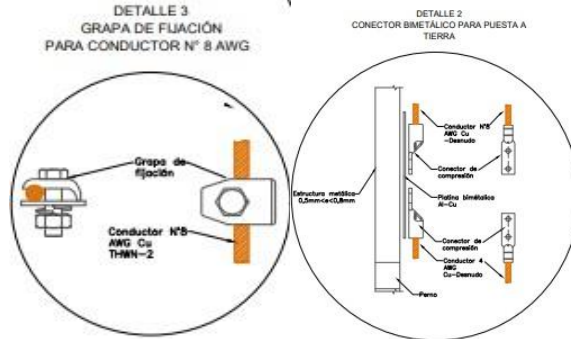 DETALLE 3
GRAPA DE FIJACIÓN
PARA CONDUCTOR N° 8 AWG
Grapa de
fijación
Conductor N°8
AWG Cu
THWN-2
DETALLE 2
CONECTOR BIMETÁLICO PARA PUESTA A
TIERRA
Conductor N°8
AWG Cu
-Desnudo
Conector de
compresión
Estructura metálica
0,5mm<e<0,8mm
Platina bimetálica
Al-Cu
Conector de
compresión
Conductor 4
AWG
Cu-Desnudo
Perno